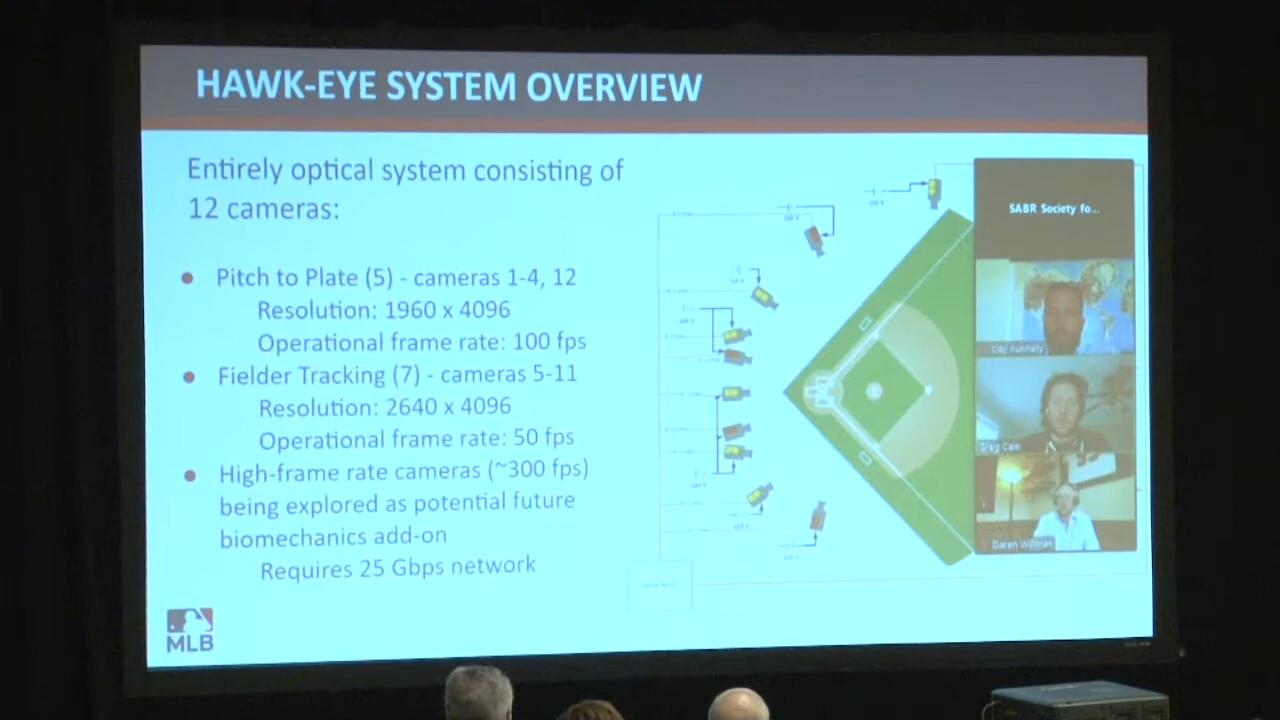 HAWK-EYE SYSTEM OVERVIEW
Entirely optical system consisting of
12 cameras:
Pitch to Plate (5) - cameras 1-4, 12
Resolution: 1960 x 4096
Operational frame rate: 100 fps
Fielder Tracking (7) - cameras 5-11
Resolution: 2640 x 4096
Operational frame rate: 50 fps
High-frame rate cameras (~300 fps)
being explored as potential future
biomechanics add-on
Requires 25 Gbps network
MLB
SABR Society fo...
Clay Nunnally
Greg Cain
Daren Willman